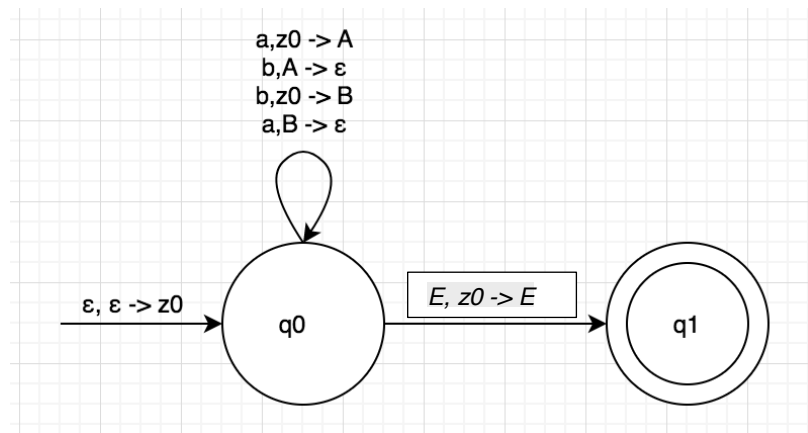 a,z0 -> A
b,A -> ε
b,z0 -> B
a,B -> ε
ε, ε -> z0
q0
E, z0 -> E
q1